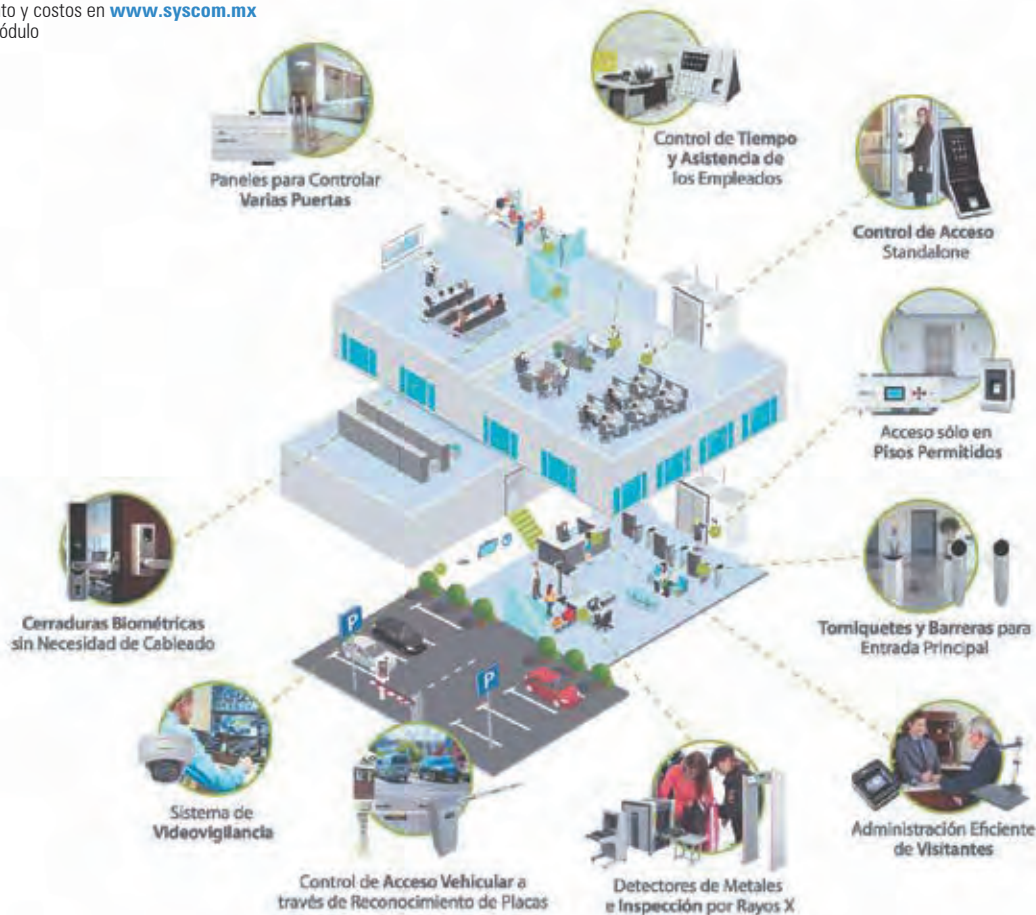 to y costos en www.syscom.mx
ódulo
Paneles para Controlar
Varias Puertas
Control de Tiempo
y Asistencia de
los Empleados
Control de Acceso
Standalone
Acceso sólo en
Pisos Permitidos
Cerraduras Biométricas
sin Necesidad de Cableado
Torniquetes y Barreras para
Entrada Principal
P
P
Sistema de
Videovigilancia
Control de Acceso Vehicular a
través de Reconocimiento de Placas
Detectores de Metales
e Inspección por Rayos X
Administración Eficiente
de Visitantes